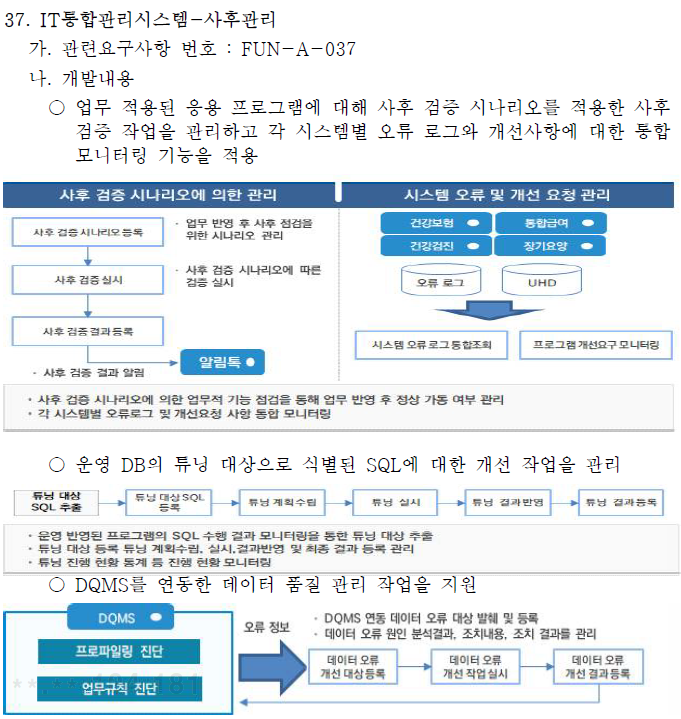 37. IT통합관리시스템-사후관리
가. 관련요구사항 번호 : FUN-A-037
나. 개발내용
○ 업무 적용된 응용 프로그램에 대해 사후 검증 시나리오를 적용한 사후
검증 작업을 관리하고 각 시스템별 오류 로그와 개선사항에 대한 통합
모니터링 기능을 적용
사후 검증 시나리오에 의한 관리
사후 검증 시나리오 등록
· 업무 반영 후 사후 점검을
위한 시나리오 관리
사후 검증 실시
· 사후 검증 시나리오에 따른
검증 실시
사후 검증 결과 등록
· 사후 검증 결과 알림
알림톡
시스템 오류 및 개선 요청 관리
건강보험
통합급여
건강검진
장기요양
오류 로그
UHD
시스템 오류 로그 통합조회
프로그램 개선요구 모니터링
· 사후 검증 시나리오에 의한 업무적 기능 점검을 통해 업무 반영 후 정상 가동 여부 관리
· 각 시스템별 오류로그 및 개선요청 사항 통합 모니터링
○ 운영 DB의 튜닝 대상으로 식별된 SQL에 대한 개선 작업을 관리
튜닝 대상
SQL 추출
튜닝 대상 SQL
등록
튜닝 계획수립
튜닝 실시
튜닝 결과반영
튜닝 결과등록
· 운영 반영된 프로그램의 SQL 수행 결과 모니터링을 통한 튜닝 대상 추출
· 튜닝 대상 등록 튜닝 계획수립, 실시,결과반영 및 최종 결과 등록 관리
· 튜닝 진행 현황 통계 등 진행 현황 모니터링
○ DQMS를 연동한 데이터 품질 관리 작업을 지원
DQMS
프로파일링 진단
업무규칙 진단
오류 정보
· DQMS 연동 데이터 오류 대상 발췌 및 등록
· 데이터 오류 원인 분석결과, 조치내용, 조치 결과를 관리
데이터 오류
개선 대상 등록
데이터 오류
개선 작업 실시
데이터 오류
개선 결과 등록